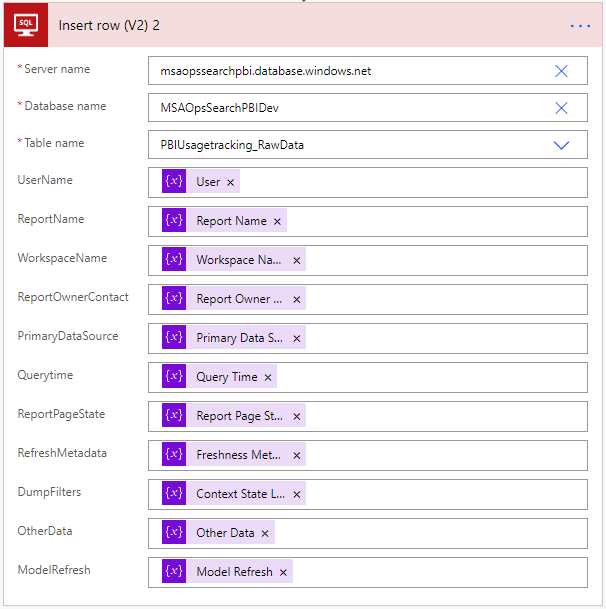 SQL
Insert row (V2) 2
...
* Server name msaopssearchpbi.database.windows.net
* Database name MSAOpsSearchPBIDev
* Table name PBIUsagetracking_RawData
UserName {x} User ×
ReportName {x} Report Name ×
WorkspaceName {x} Workspace Na... ×
ReportOwnerContact {x} Report Owner ... ×
PrimaryDataSource {x} Primary Data S... ×
Querytime {x} Query Time ×
ReportPageState {x} Report Page St... ×
RefreshMetadata {x} Freshness Met... ×
DumpFilters {x} Context State L... ×
OtherData {x} Other Data ×
ModelRefresh {x} Model Refresh ×